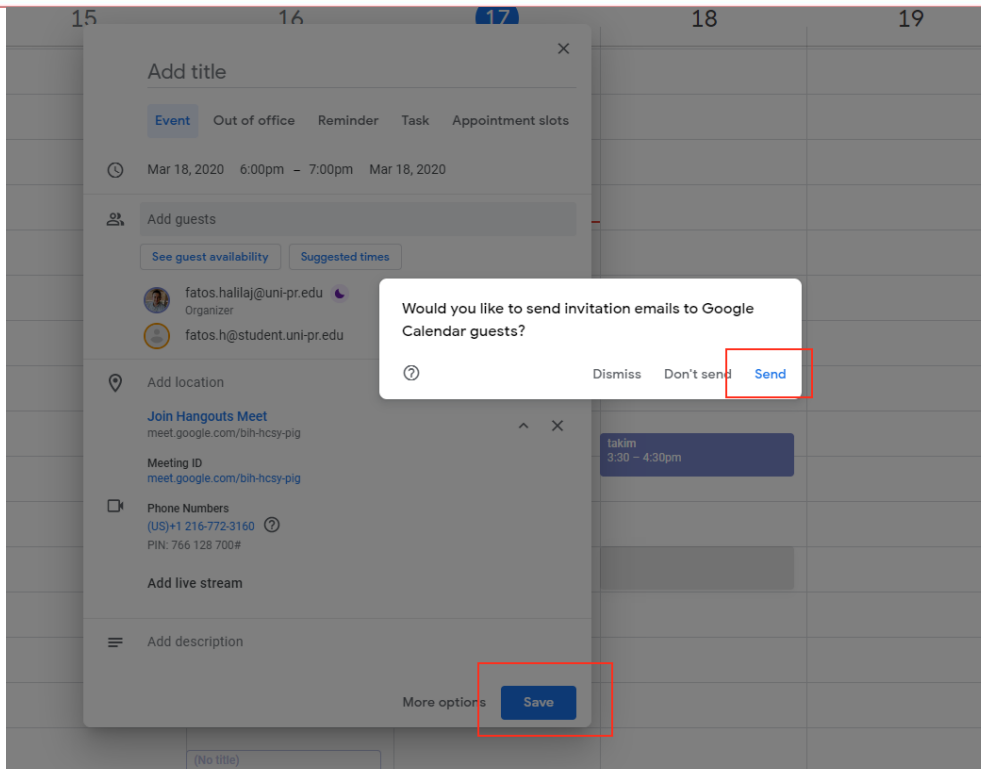 15 16 17 18 19
Add title
Event Out of office Reminder Task Appointment slots
Mar 18, 2020 6:00pm – 7:00pm Mar 18, 2020
Add guests
See guest availability Suggested times
fatos.halilaj@uni-pr.edu
Organizer
fatos.h@student.uni-pr.edu
Would you like to send invitation emails to Google
Calendar guests?
Dismiss Don't send Send
Add location
Join Hangouts Meet
meet.google.com/bih-hcsy-pig
Meeting ID
meet.google.com/bih-hcsy-pig
takim
3:30 – 4:30pm
Phone Numbers
(US)+1 216-772-3160
PIN: 766 128 700#
Add live stream
Add description
More options Save
(No title)